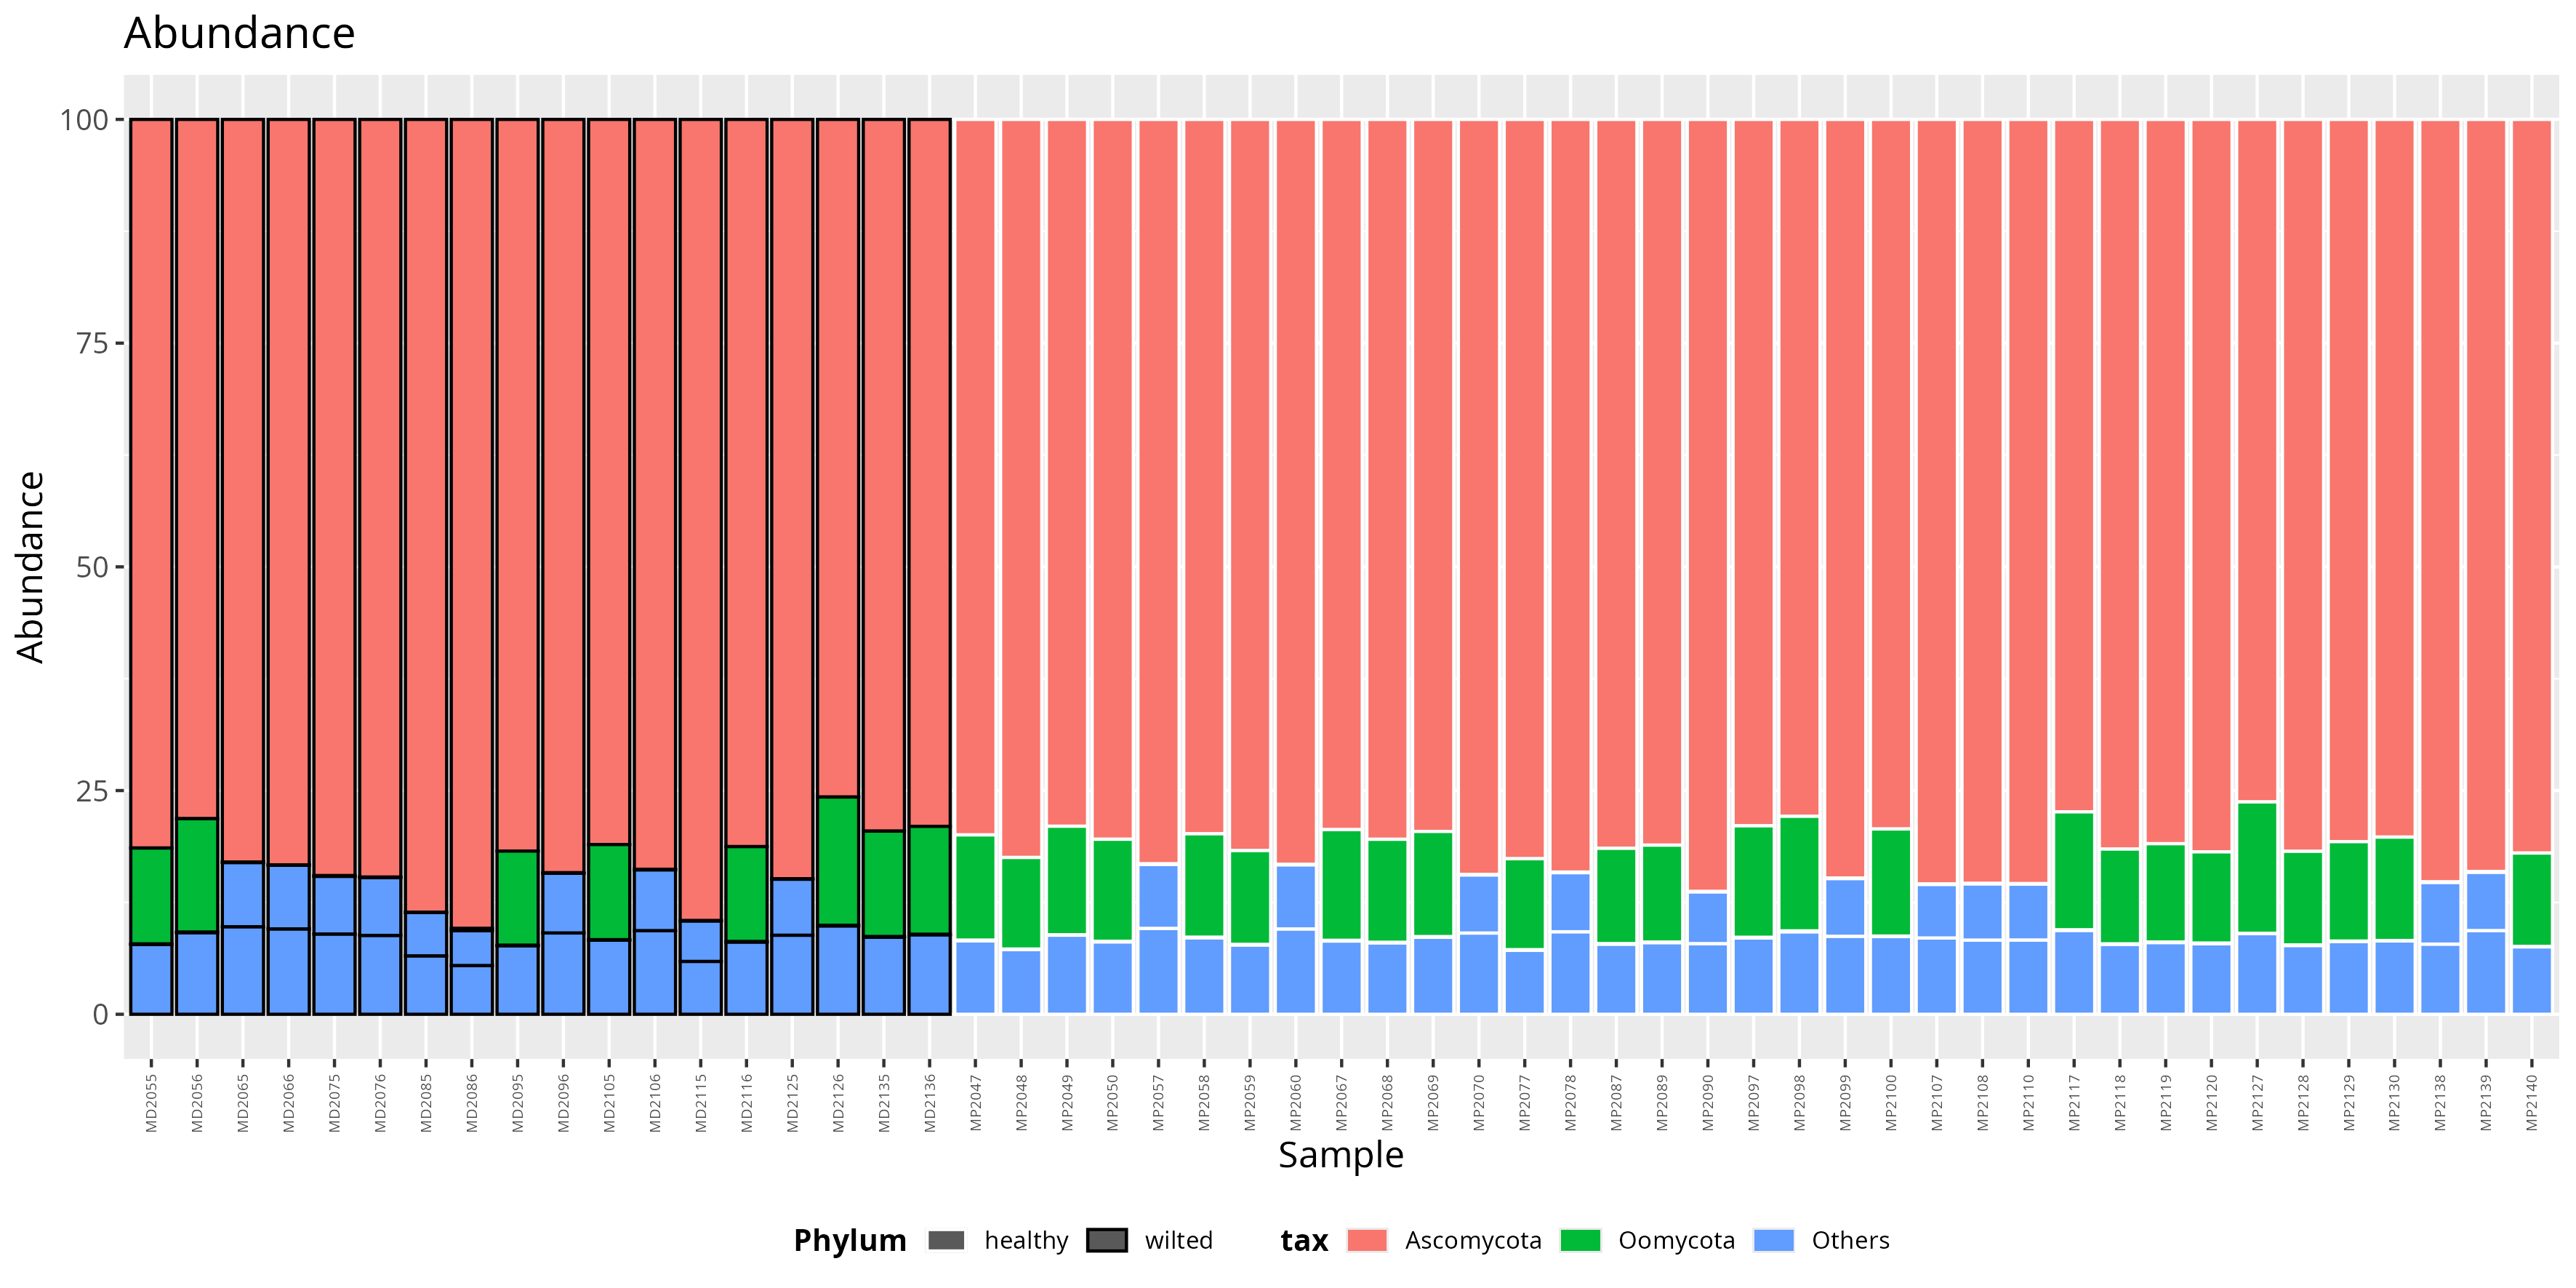 Abundance
Abundance
100
75
50
25
0
MD2055 MD2056 MD2065 MD2066 MD2075 MD2076 MD2085 MD2086 MD2095 MD2096 MD2105 MD2106 MD2115 MD2116 MD2125 MD2126 MD2135 MD2136 MP2047 MP2048 MP2049 MP2050 MP2057 MP2058 MP2059 MP2060 MP2067 MP2068 MP2069 MP2070 MP2077 MP2078 MP2087 MP2089 MP2090 MP2097 MP2098 MP2099 MP2100 MP2107 MP2108 MP2110 MP2117 MP2118 MP2119 MP2120 MP2127 MP2128 MP2129 MP2130 MP2138 MP2139 MP2140
Sample
Phylum healthy wilted tax Ascomycota Oomycota Others